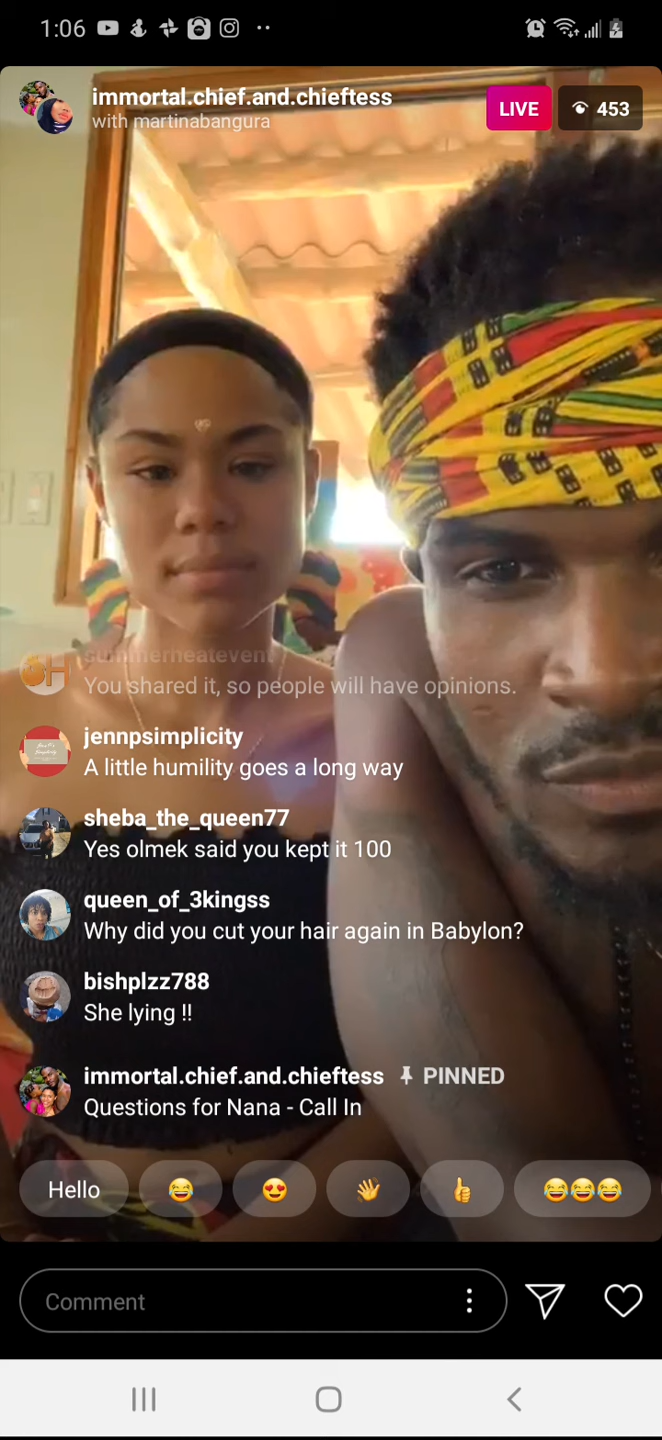 1:06
immortal.chief.and.chieftess
with martinabangura
LIVE
453
summerheatevent
You shared it, so people will have opinions.
jennpsimplicity
A little humility goes a long way
sheba_the_queen77
Yes olmek said you kept it 100
queen_of_3kingss
Why did you cut your hair again in Babylon?
bishplzz788
She lying !!
immortal.chief.and.chieftess PINNED
Questions for Nana - Call In
Hello
Comment